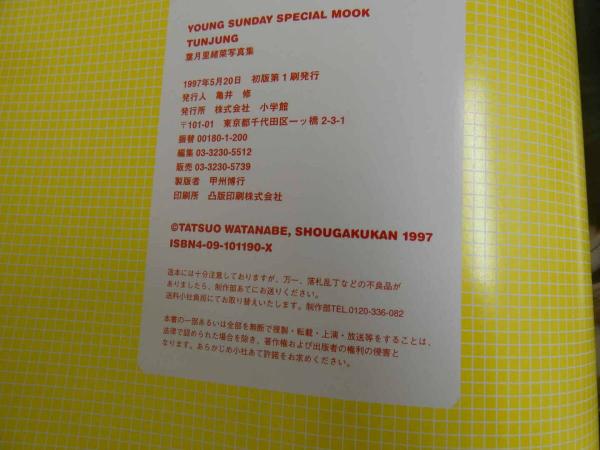 YOUNG SUNDAY SPECIAL MOOK
TUNJUNG
葉月里緒菜写真集
1997年5月20日　初版第1刷発行
発行人　亀井　修
発行所　株式会社　小学館
〒101-01　東京都千代田区一ッ橋2-3-1
振替 00180-1-200
編集 03-3230-5512
販売 03-3230-5739
製版者　甲州博行
印刷所　凸版印刷株式会社
©TATSUO WATANABE, SHOUGAKUKAN 1997
ISBN4-09-101190-X
造本には十分注意しておりますが、万一、落札乱丁などの不良品が
ありましたら、制作部あてにお送りください。
送料小社負担にてお取り替えいたします。制作部TEL.0120-336-082
本書の一部あるいは全部を無断で複製・転載・上演・放送等をすることは、
法律で認められた場合を除き、著作権および出版者の権利の侵害と
なります。あらかじめ小社あて許諾をお求めください。